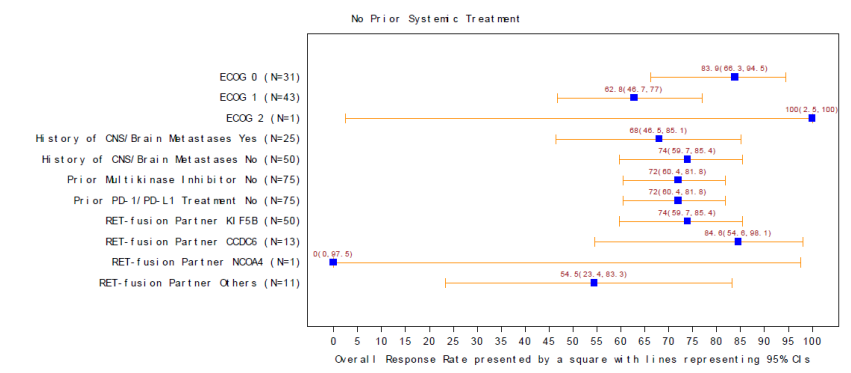 No Prior Systemic Treatment
83.9(66.3, 94.5)
ECOG 0 (N=31)
62.8(46.7, 77)
ECOG 1 (N=43)
100(2.5, 100)
ECOG 2 (N=1)
68(46.5, 85.1)
History of CNS/Brain Metastases Yes (N=25)
74(59.7, 85.4)
History of CNS/Brain Metastases No (N=50)
72(60.4, 81.8)
Prior Multikinase Inhibitor No (N=75)
72(60.4, 81.8)
Prior PD-1/PD-L1 Treatment No (N=75)
74(59.7, 85.4)
RET-fusion Partner KIF5B (N=50)
84.6(54.6, 98.1)
RET-fusion Partner CCDC6 (N=13)
0(0, 97.5)
RET-fusion Partner NCOA4 (N=1)
54.5(23.4, 83.3)
RET-fusion Partner Others (N=11)
0 5 10 15 20 25 30 35 40 45 50 55 60 65 70 75 80 85 90 95 100
Overall Response Rate presented by a square with lines representing 95% CIs